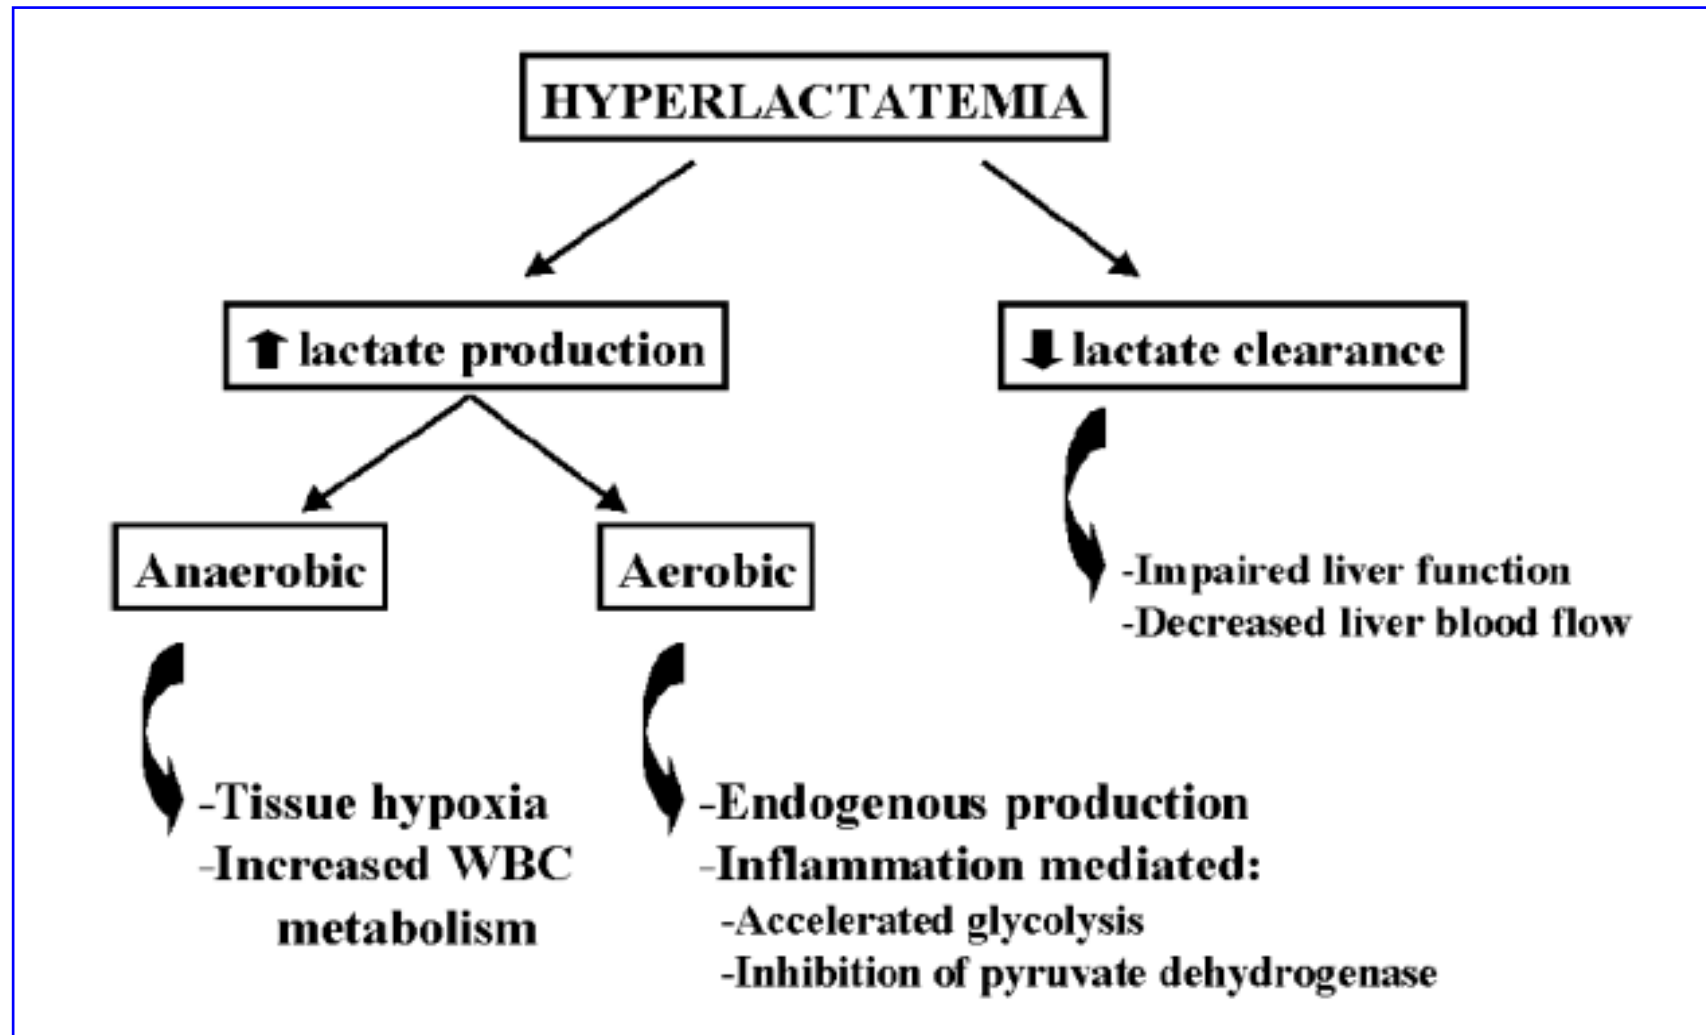 HYPERLACTATEMIA
⬆ lactate production
⬇ lactate clearance
Anaerobic
Aerobic
-Impaired liver function
-Decreased liver blood flow
-Tissue hypoxia
-Increased WBC
metabolism
-Endogenous production
-Inflammation mediated:
-Accelerated glycolysis
-Inhibition of pyruvate dehydrogenase